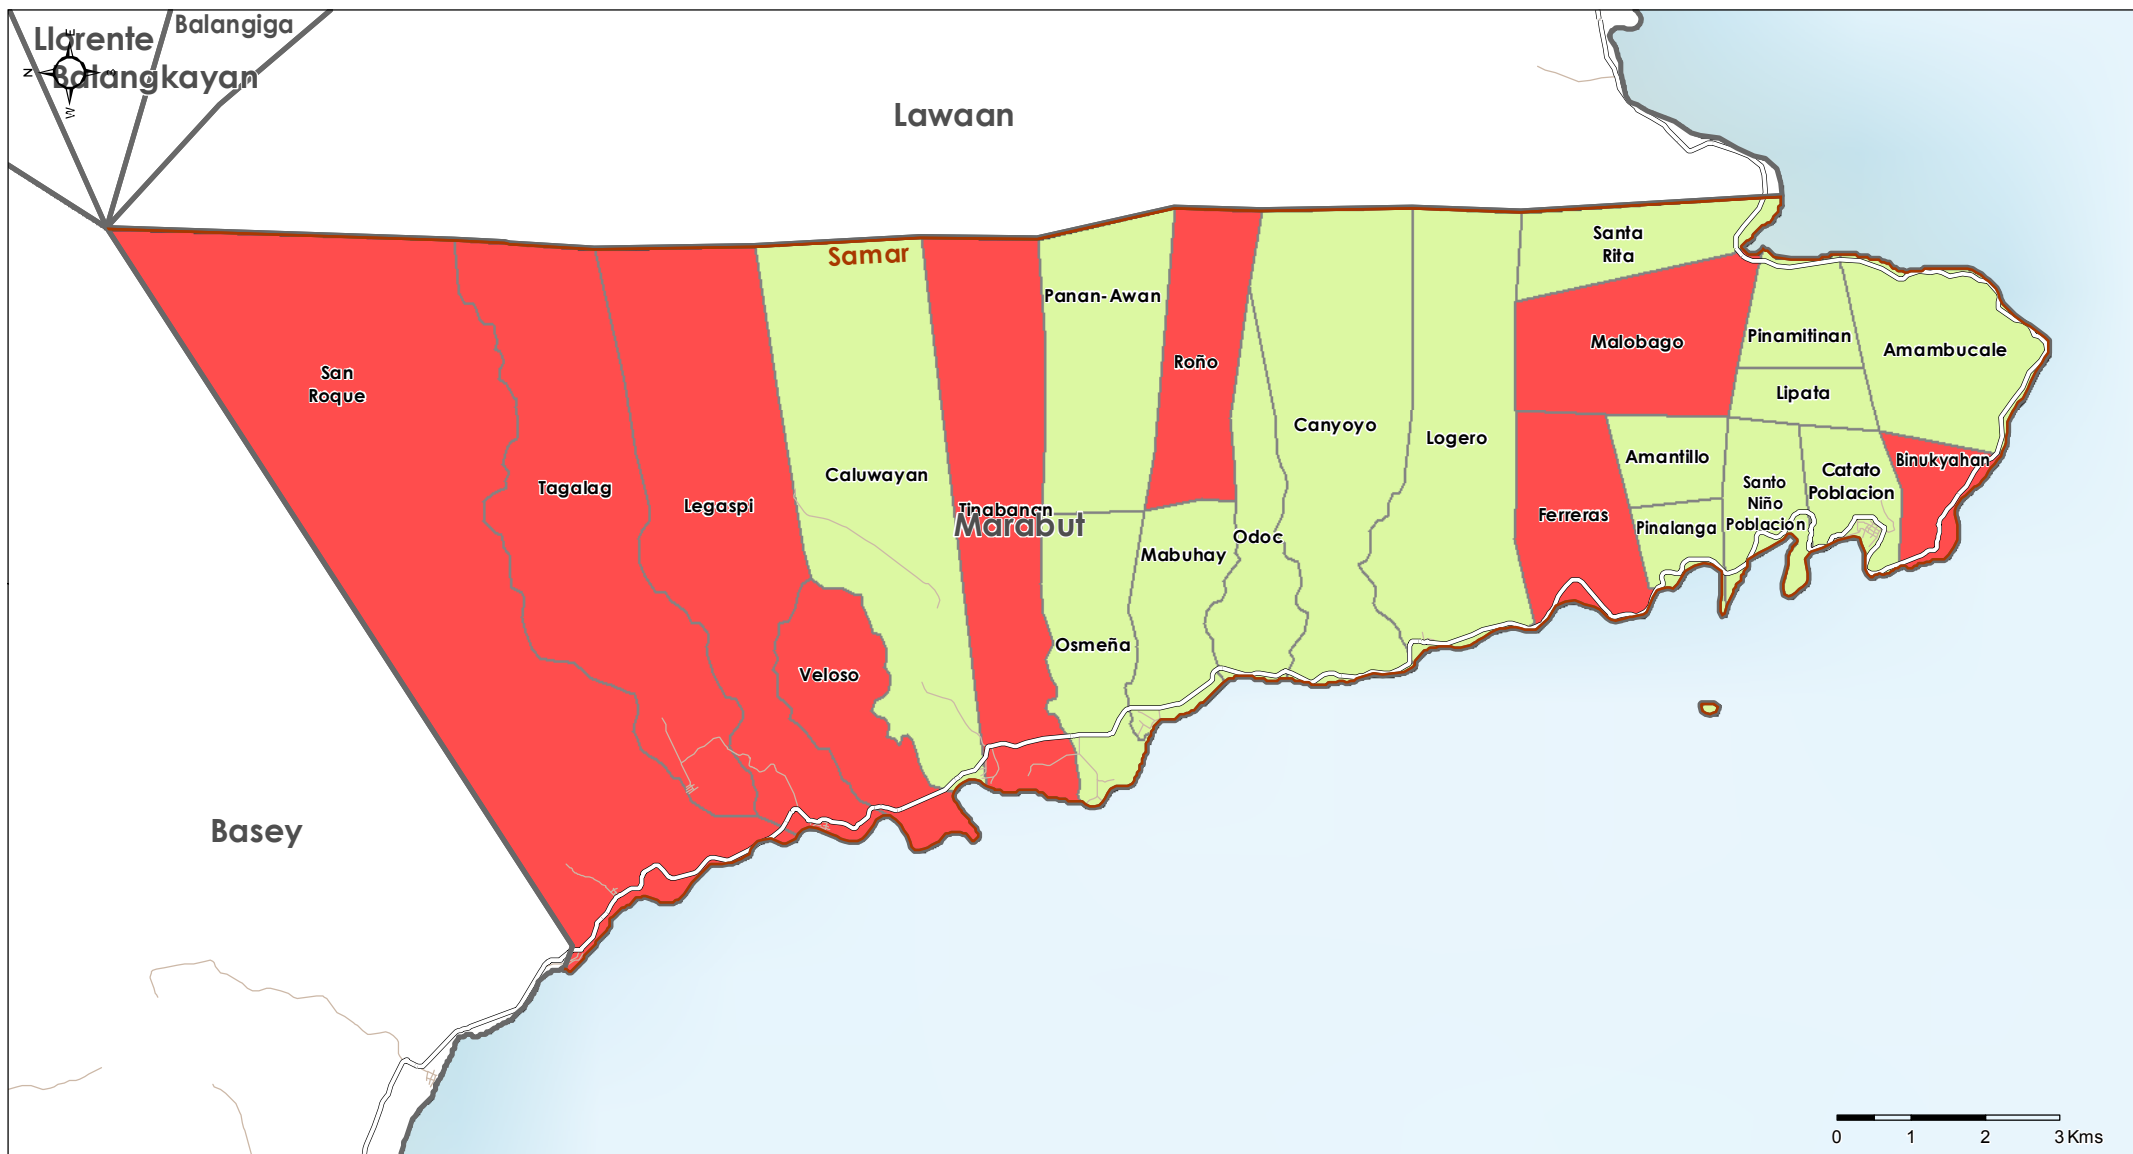 Balangiga
Llorente
E
N
S
Balangkayan
W
Lawaan
Samar
Santa
Rita
Panan-Awan
Pinamitinan
Malobago
Amambucale
Roño
San
Roque
Lipata
Canyoyo
Logero
Amantillo
Binukyahan
Catato
Poblacion
Caluwayan
Santo
Niño
Poblacion
Tagalag
Legaspi
Tinabanan
Marabut
Ferreras
Pinalanga
Odoc
Mabuhay
Osmeña
Veloso
Basey
0 1 2 3 Kms